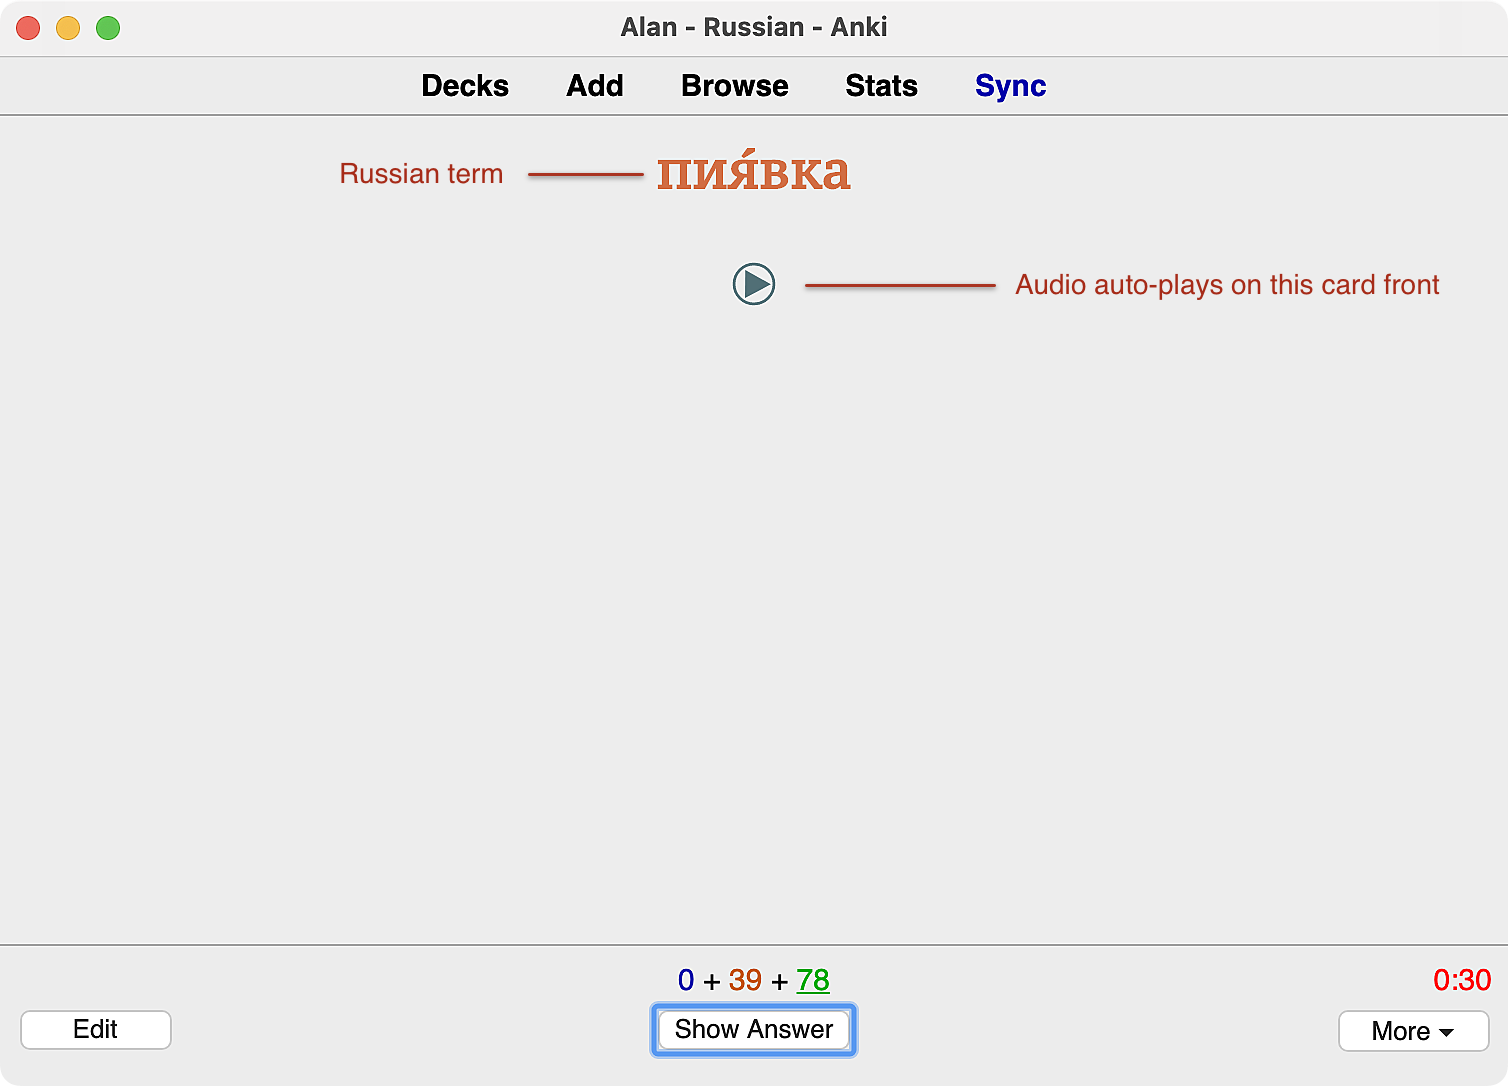 Alan - Russian - Anki
Decks Add Browse Stats Sync
Russian term пия́вка
Audio auto-plays on this card front
0 + 39 + 78 0:30
Edit Show Answer More